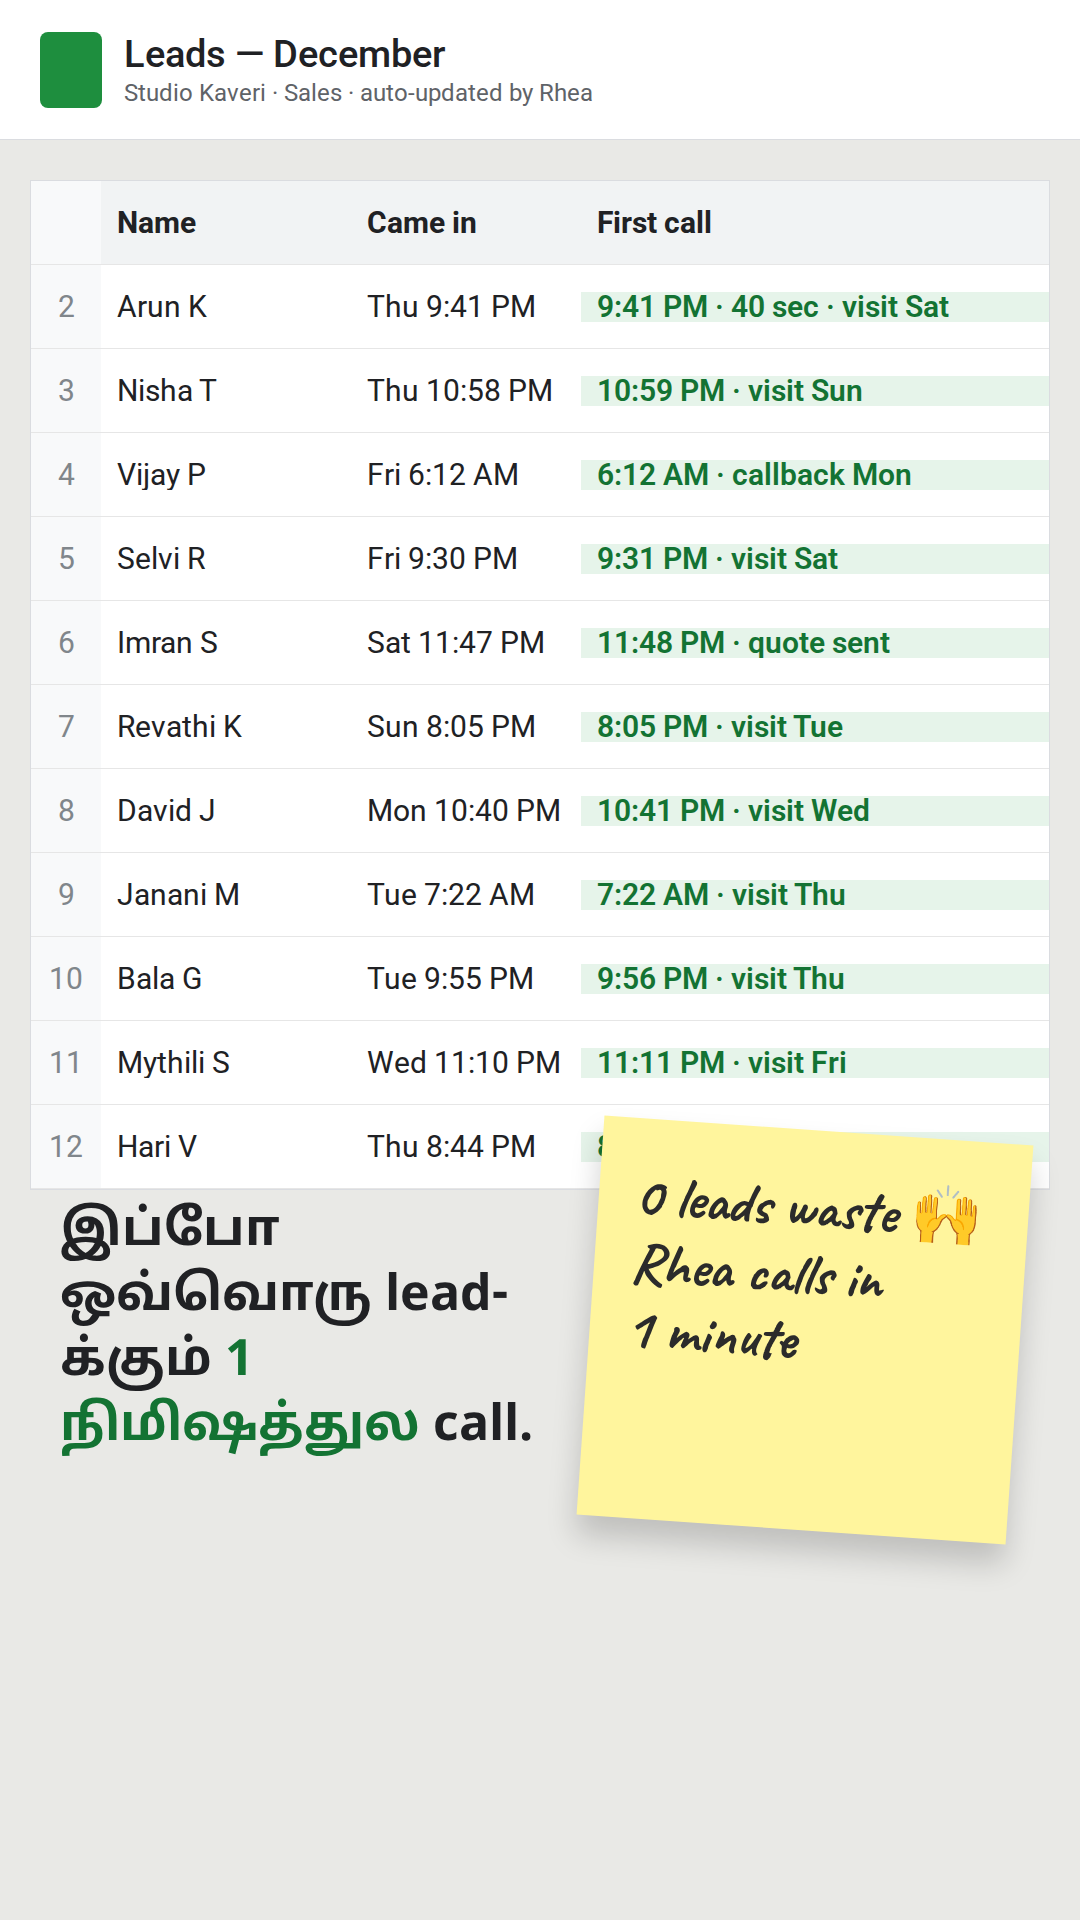 Leads — December
Studio Kaveri · Sales · auto-updated by Rhea
Name Came in First call
2 Arun K Thu 9:41 PM 9:41 PM · 40 sec · visit Sat
3 Nisha T Thu 10:58 PM 10:59 PM · visit Sun
4 Vijay P Fri 6:12 AM 6:12 AM · callback Mon
5 Selvi R Fri 9:30 PM 9:31 PM · visit Sat
6 Imran S Sat 11:47 PM 11:48 PM · quote sent
7 Revathi K Sun 8:05 PM 8:05 PM · visit Tue
8 David J Mon 10:40 PM 10:41 PM · visit Wed
9 Janani M Tue 7:22 AM 7:22 AM · visit Thu
10 Bala G Tue 9:55 PM 9:56 PM · visit Thu
11 Mythili S Wed 11:10 PM 11:11 PM · visit Fri
12 Hari V Thu 8:44 PM
இப்போ
ஒவ்வொரு lead-
க்கும் 1
நிமிஷத்துல call.
0 leads waste 🙌
Rhea calls in
1 minute